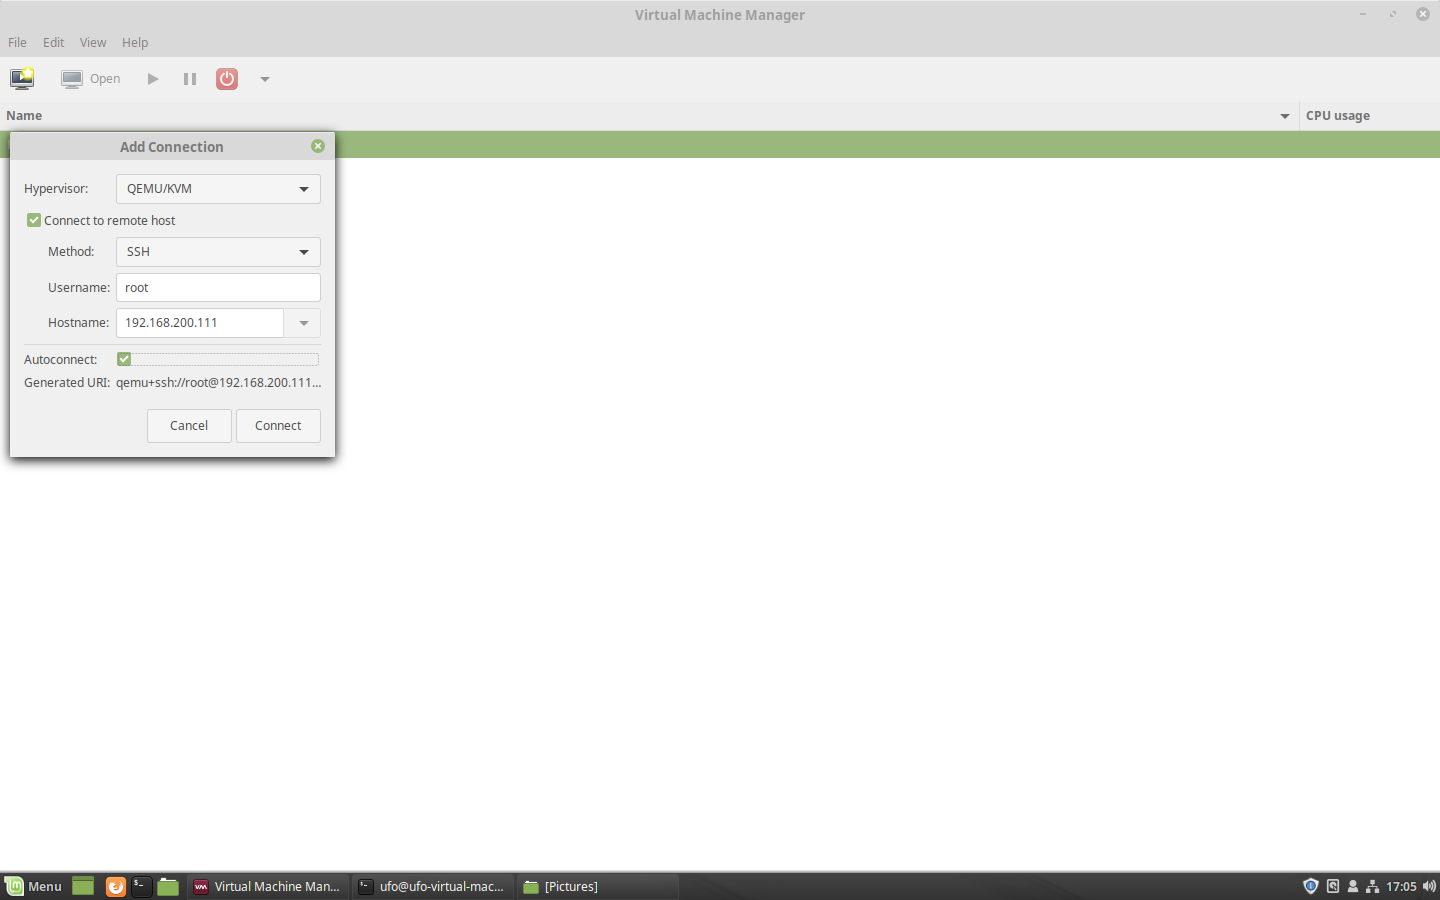 Virtual Machine Manager
File Edit View Help
Open
Name CPU usage
Add Connection
Hypervisor: QEMU/KVM
Connect to remote host
Method: SSH
Username: root
Hostname: 192.168.200.111
Autoconnect:
Generated URI: qemu+ssh://root@192.168.200.111...
Cancel Connect
Menu Virtual Machine Man... ufo@ufo-virtual-mac... [Pictures] 17:05